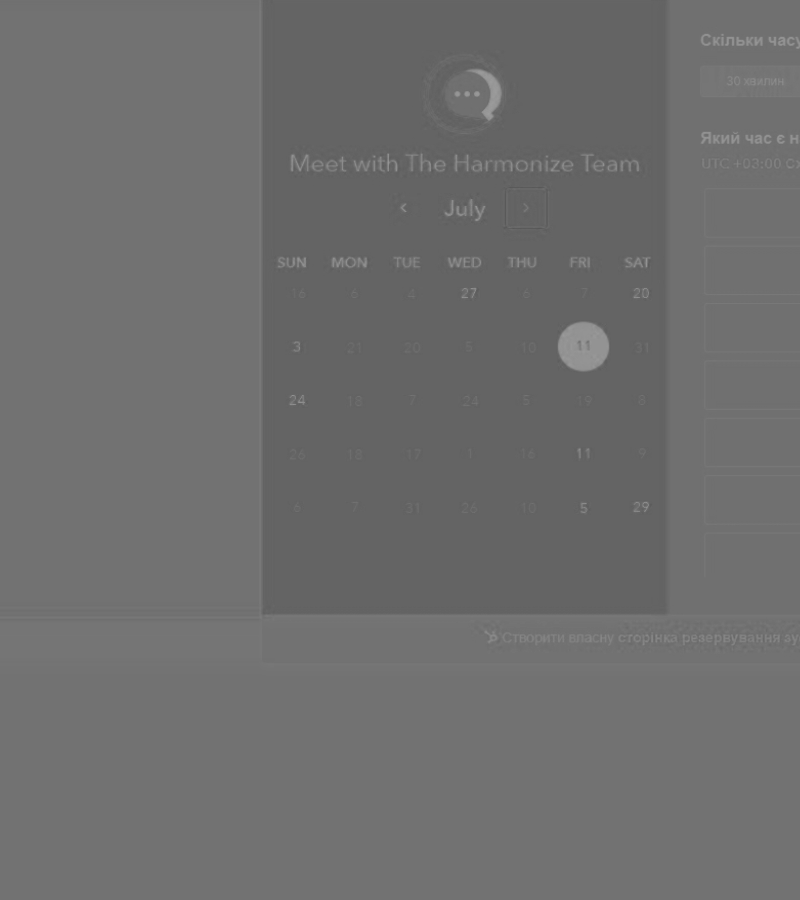 Meet with The Harmonize Team
July
SUN MON TUE WED THU FRI SAT
16 6 4 27 6 7 20
3 21 20 5 10 11 31
24 18 7 24 5 19 8
26 18 17 1 16 11 9
6 7 31 26 10 5 29
Скільки часу
30 хвилин
Який час є н
UTC +03:00 Сх
Створити власну сторінка резервування зу